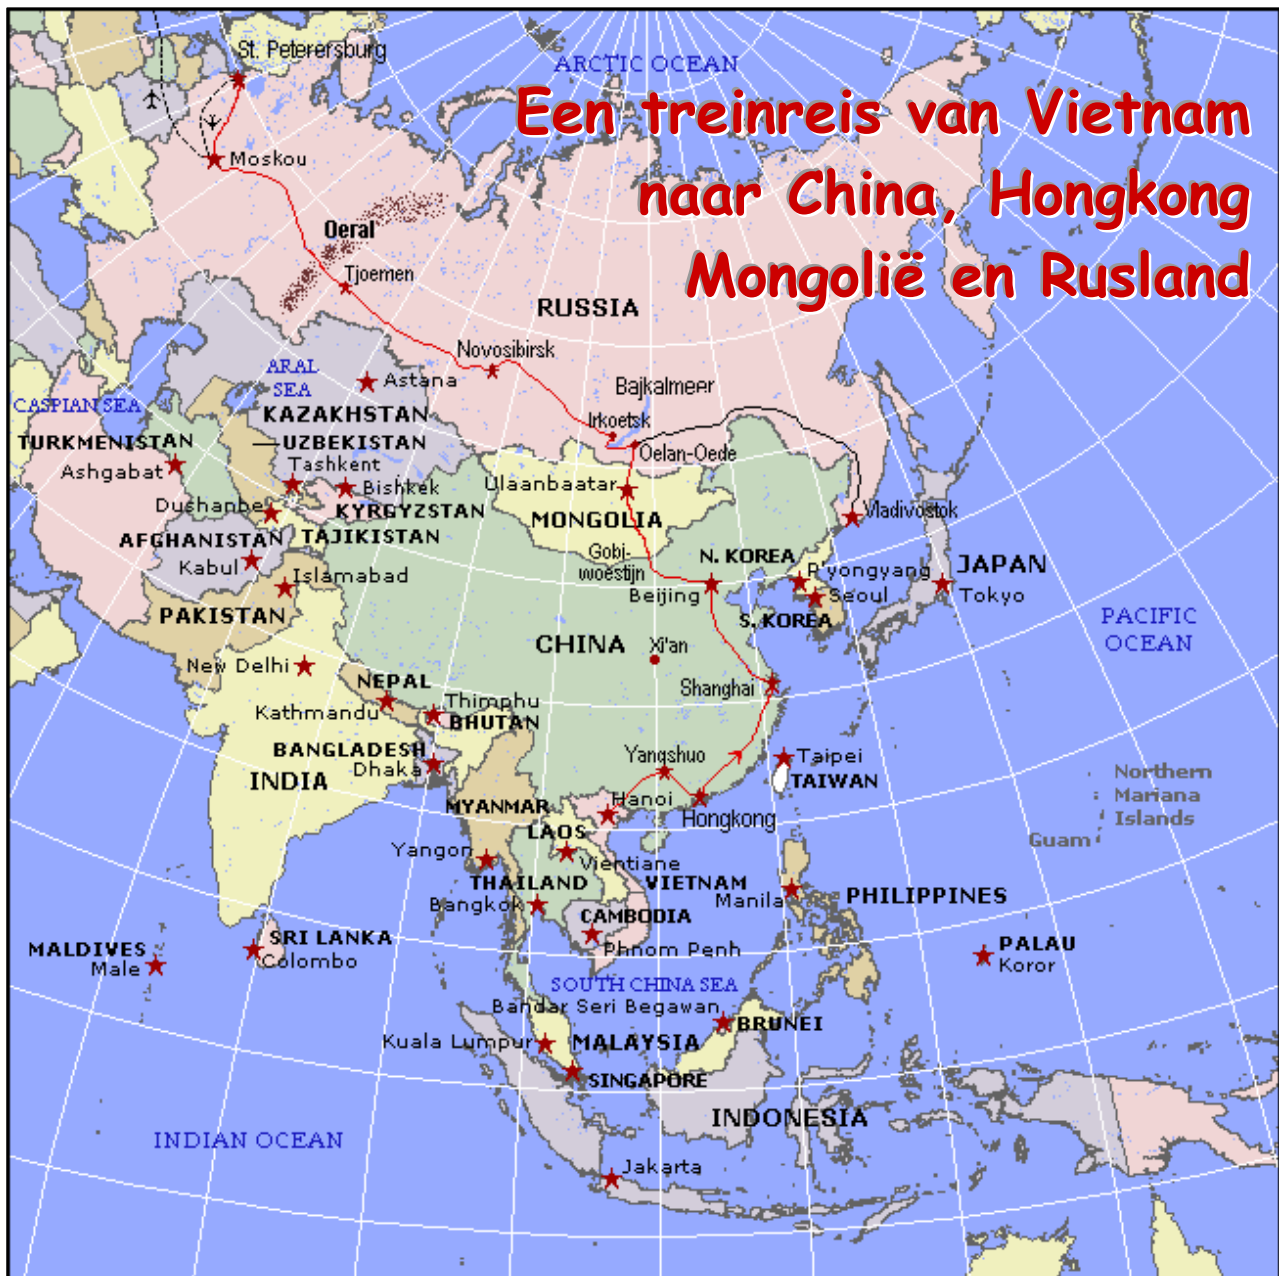 St. Peterersburg
ARCTIC OCEAN
Een treinreis van Vietnam
naar China, Hongkong
Mongolië en Rusland
Moskou
Oeral
Tjoemen
RUSSIA
Novosibirsk
ARAL
SEA
Astana
Bajkalmeer
CASPIAN SEA
KAZAKHSTAN
Irkoetsk
TURKMENISTAN
UZBEKISTAN
Oelan-Oede
Ashgabat
Tashkent
Ulaanbaatar
Bishkek
Dushanbe
KYRGYZSTAN
MONGOLIA
Vladivostok
AFGHANISTAN
TAJIKISTAN
Kabul
Gobi-
woestijn
N. KOREA
JAPAN
Islamabad
P'yongyang
Beijing
Seoul
Tokyo
PAKISTAN
S. KOREA
PACIFIC
OCEAN
CHINA
Xi'an
New Delhi
NEPAL
Shanghai
Kathmandu
Thimphu
BHUTAN
BANGLADESH
Dhaka
Yangshuo
Taipei
INDIA
TAIWAN
Northern
Mariana
Islands
MYANMAR
Hanoi
Hongkong
Guam
LAOS
Yangon
Vientiane
THAILAND
VIETNAM
Bangkok
Manila
PHILIPPINES
CAMBODIA
SRI LANKA
Phnom Penh
MALDIVES
PALAU
Male
Colombo
Koror
SOUTH CHINA SEA
Bandar Seri Begawan
BRUNEI
Kuala Lumpur
MALAYSIA
SINGAPORE
INDONESIA
INDIAN OCEAN
Jakarta